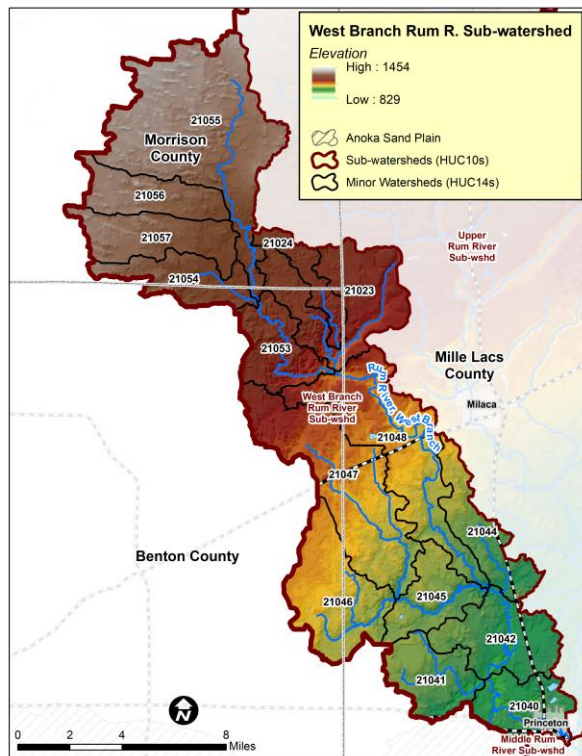 West Branch Rum R. Sub-watershed
Elevation
High : 1454
Low : 829
Anoka Sand Plain
Sub-watersheds (HUC10s)
Minor Watersheds (HUC14s)
21055
Morrison
County
21056
21057
21024
21054
21023
Upper
Rum River
Sub-wshd
21053
Mille Lacs
County
Rum River, West Branch
West Branch
Rum River
Sub-wshd
Milaca
21048
21047
21044
Benton County
21046
21045
21042
21041
21040
Princeton
Middle Rum
River Sub-wshd
N
0 2 4 8
Miles